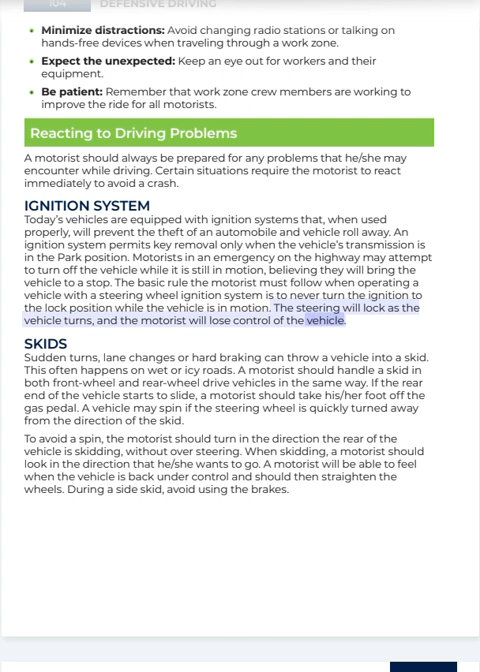 104 DEFENSIVE DRIVING
• Minimize distractions: Avoid changing radio stations or talking on
hands-free devices when traveling through a work zone.
• Expect the unexpected: Keep an eye out for workers and their
equipment.
• Be patient: Remember that work zone crew members are working to
improve the ride for all motorists.
Reacting to Driving Problems
A motorist should always be prepared for any problems that he/she may
encounter while driving. Certain situations require the motorist to react
immediately to avoid a crash.
IGNITION SYSTEM
Today's vehicles are equipped with ignition systems that, when used
properly, will prevent the theft of an automobile and vehicle roll away. An
ignition system permits key removal only when the vehicle's transmission is
in the Park position. Motorists in an emergency on the highway may attempt
to turn off the vehicle while it is still in motion, believing they will bring the
vehicle to a stop. The basic rule the motorist must follow when operating a
vehicle with a steering wheel ignition system is to never turn the ignition to
the lock position while the vehicle is in motion. The steering will lock as the
vehicle turns, and the motorist will lose control of the vehicle.
SKIDS
Sudden turns, lane changes or hard braking can throw a vehicle into a skid.
This often happens on wet or icy roads. A motorist should handle a skid in
both front-wheel and rear-wheel drive vehicles in the same way. If the rear
end of the vehicle starts to slide, a motorist should take his/her foot off the
gas pedal. A vehicle may spin if the steering wheel is quickly turned away
from the direction of the skid.
To avoid a spin, the motorist should turn in the direction the rear of the
vehicle is skidding, without over steering. When skidding, a motorist should
look in the direction that he/she wants to go. A motorist will be able to feel
when the vehicle is back under control and should then straighten the
wheels. During a side skid, avoid using the brakes.